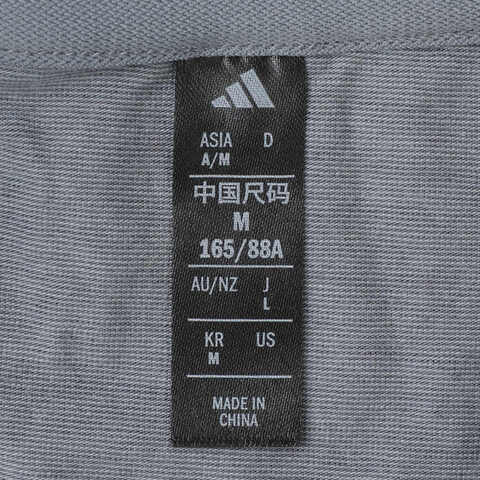 ASIA D
A/M
中国尺码
M
165/88A
AU/NZ J
L
KR US
M
MADE IN
CHINA